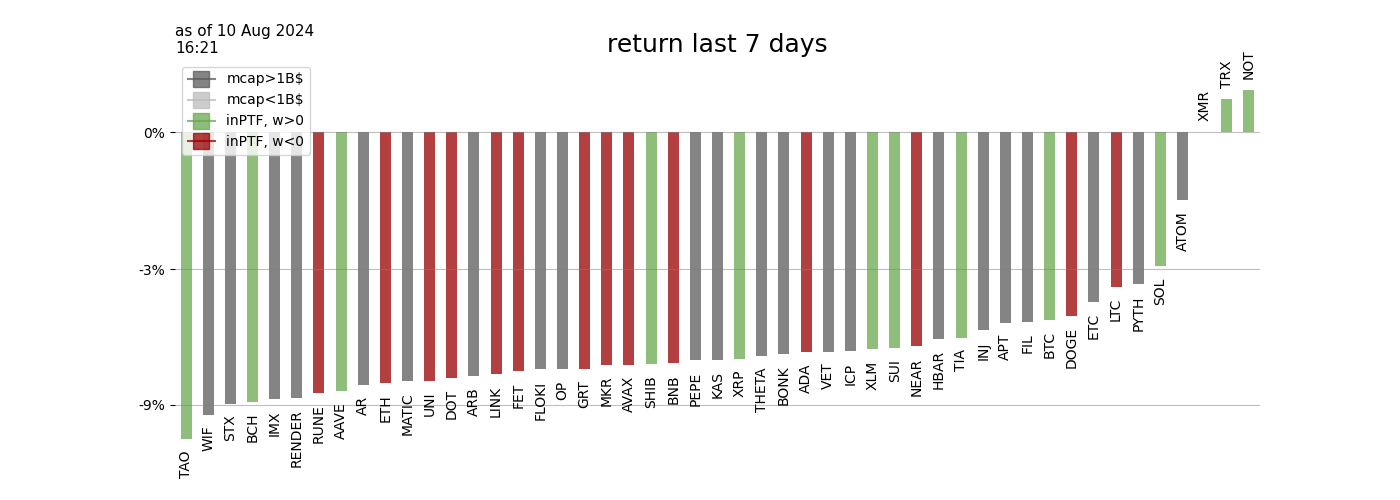 as of 10 Aug 2024
16:21
return last 7 days
mcap>1B$
mcap<1B$
inPTF, w>0
inPTF, w<0
0%
-3%
-9%
TAO
WIF
STX
BCH
IMX
RENDER
RUNE
AAVE
AR
ETH
MATIC
UNI
DOT
ARB
LINK
FET
FLOKI
OP
GRT
MKR
AVAX
SHIB
BNB
PEPE
KAS
XRP
THETA
BONK
ADA
VET
ICP
XLM
SUI
NEAR
HBAR
TIA
INJ
APT
FIL
BTC
DOGE
ETC
LTC
PYTH
SOL
ATOM
XMR
TRX
NOT